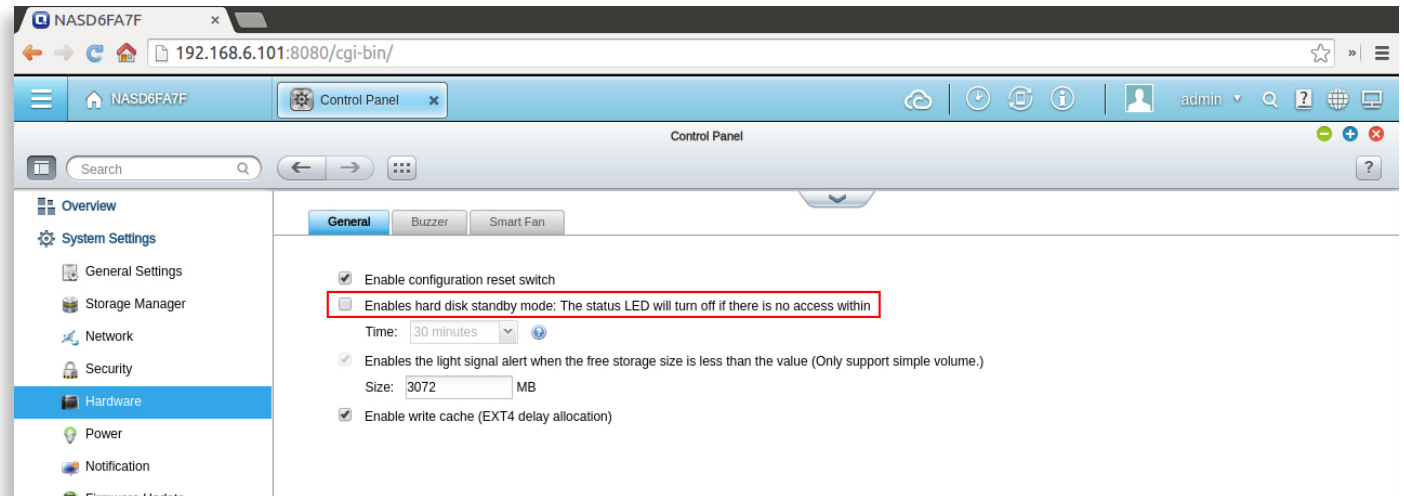 NASD6FA7F ×
192.168.6.101:8080/cgi-bin/ »
NASD6FA7F Control Panel × admin ?
Control Panel
Search ?
Overview
System Settings
General Settings
Storage Manager
Network
Security
Hardware
Power
Notification
Firmware Update
General Buzzer Smart Fan
Enable configuration reset switch
Enables hard disk standby mode: The status LED will turn off if there is no access within
Time: 30 minutes ?
Enables the light signal alert when the free storage size is less than the value (Only support simple volume.)
Size: 3072 MB
Enable write cache (EXT4 delay allocation)